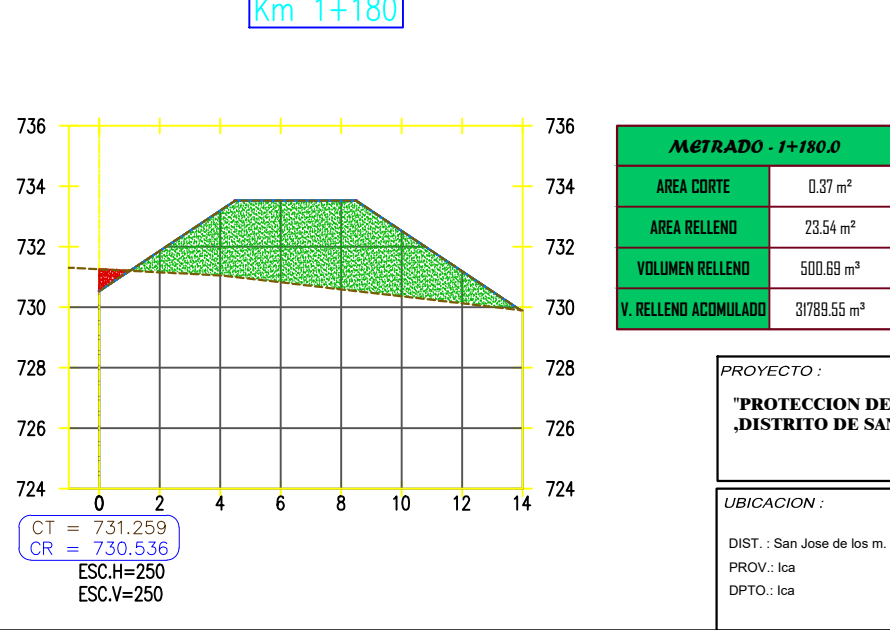 Km 1+180
736
734
732
730
728
726
724
736
734
732
730
728
726
724
0 2 4 6 8 10 12 14
CT = 731.259
CR = 730.536
ESC.H=250
ESC.V=250
METRADO - 1+180.0
AREA CORTE 0.37 m²
AREA RELLENO 23.54 m²
VOLUMEN RELLENO 500.69 m³
V. RELLENO ACOMULADO 31789.55 m³
PROYECTO :
"PROTECCION DE
,DISTRITO DE SAN
UBICACION :
DIST. : San Jose de los m.
PROV.: Ica
DPTO.: Ica